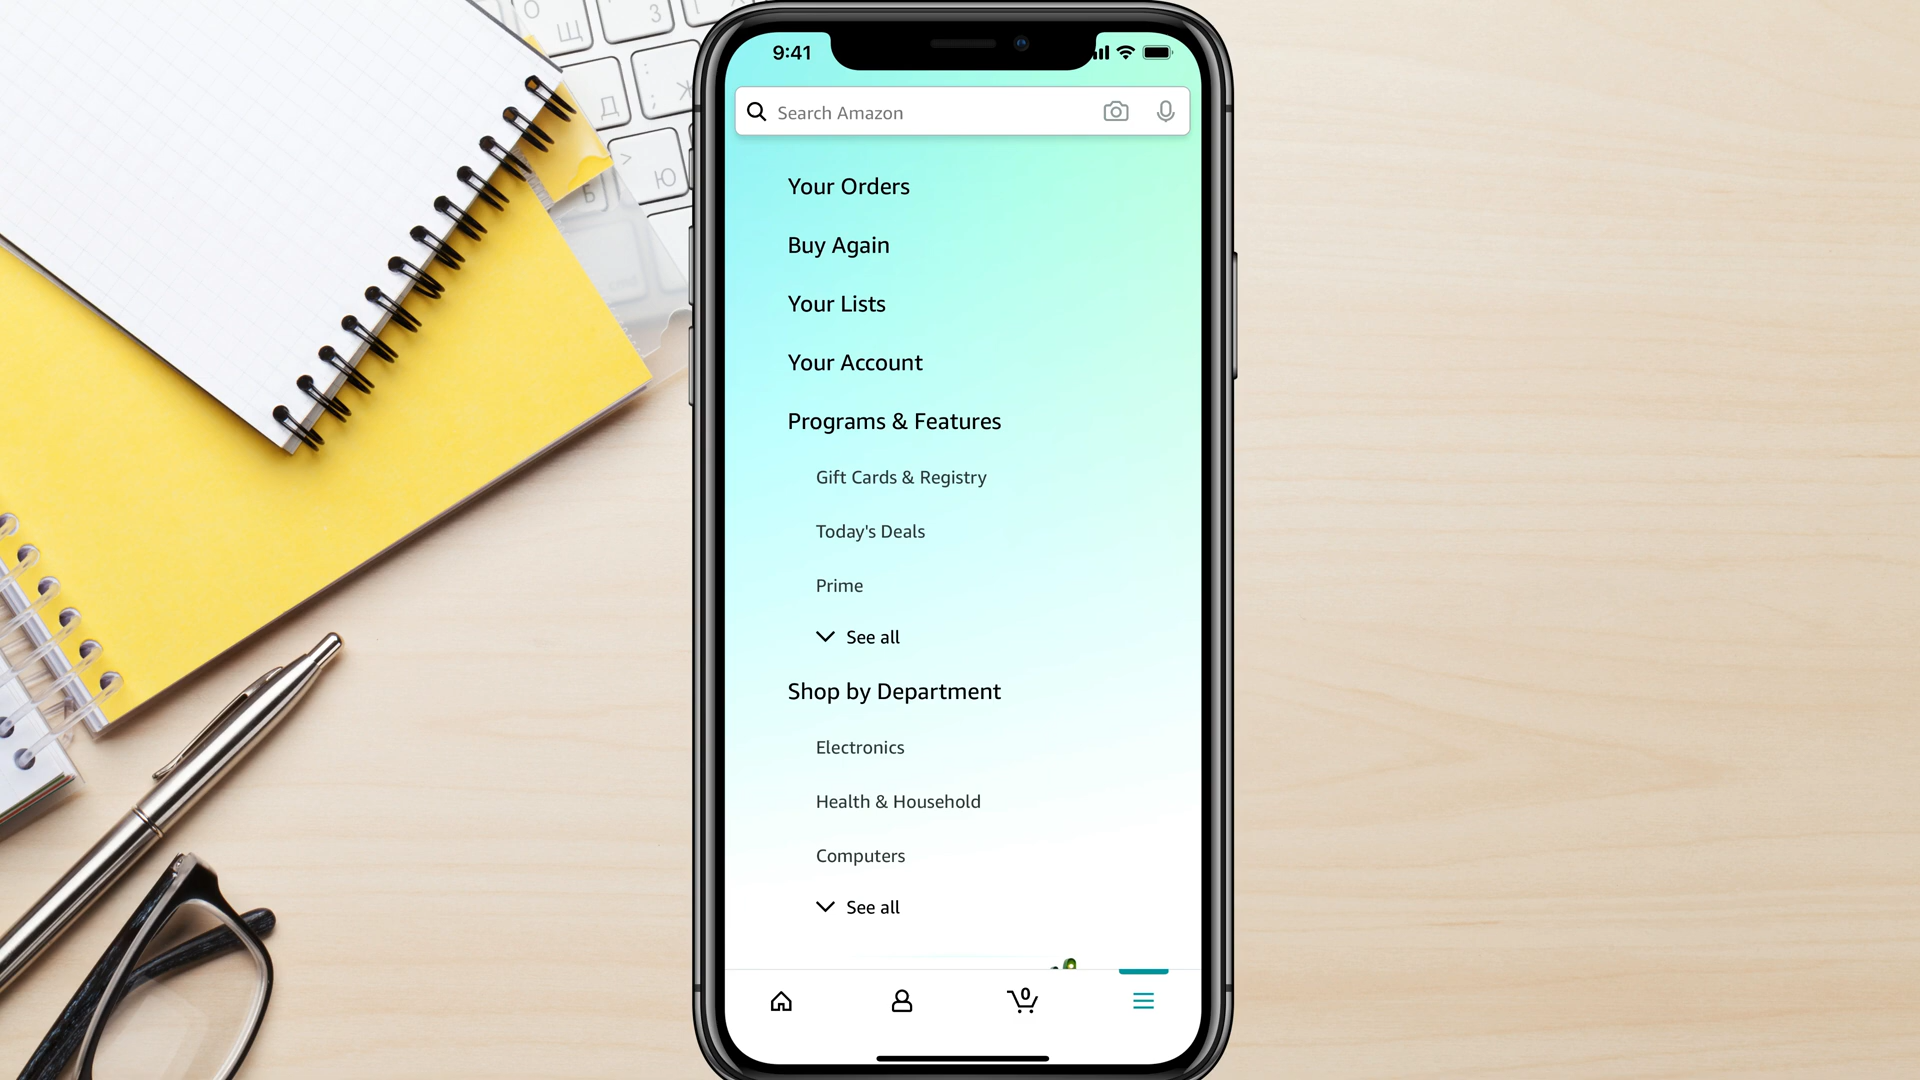 О
Щ
З
Д
;
:
Ж
>
Б
Ю
9:41
Search Amazon
Your Orders
Buy Again
Your Lists
Your Account
Programs & Features
Gift Cards & Registry
Today's Deals
Prime
See all
Shop by Department
Electronics
Health & Household
Computers
See all
0